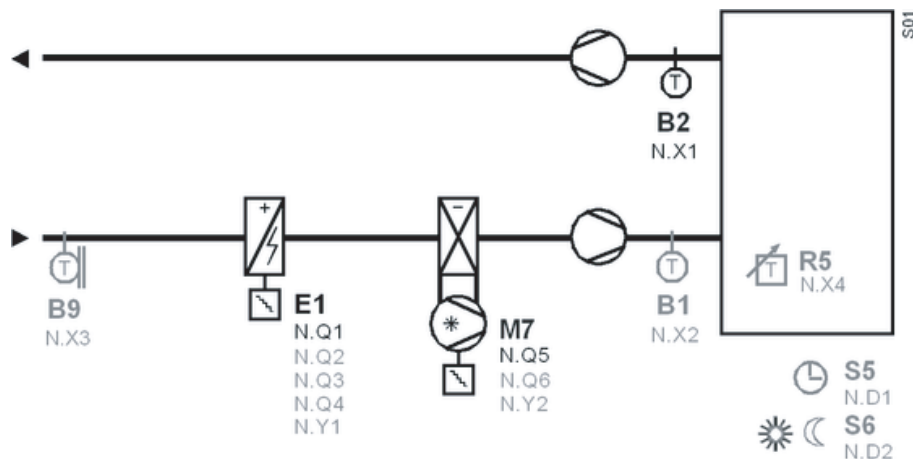 S01
T
B2
N.X1
+
−
T
B9
N.X3
E1
N.Q1
N.Q2
N.Q3
N.Q4
N.Y1
M7
N.Q5
N.Q6
N.Y2
T
B1
N.X2
T
R5
N.X4
S5
N.D1
S6
N.D2